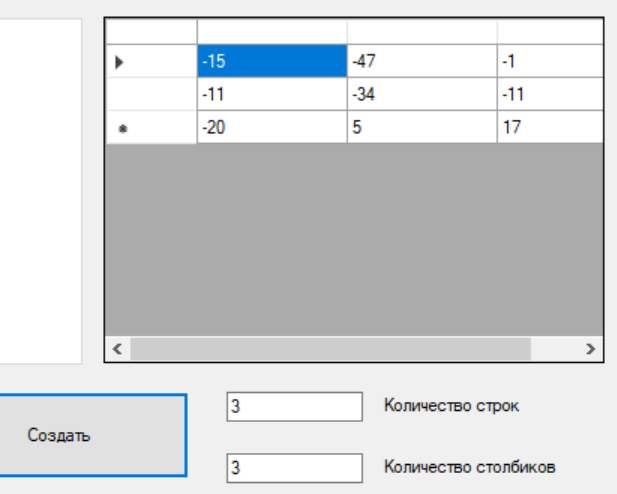 -15 -47 -1
-11 -34 -11
-20 5 17
3 Количество строк
Создать
3 Количество столбиков